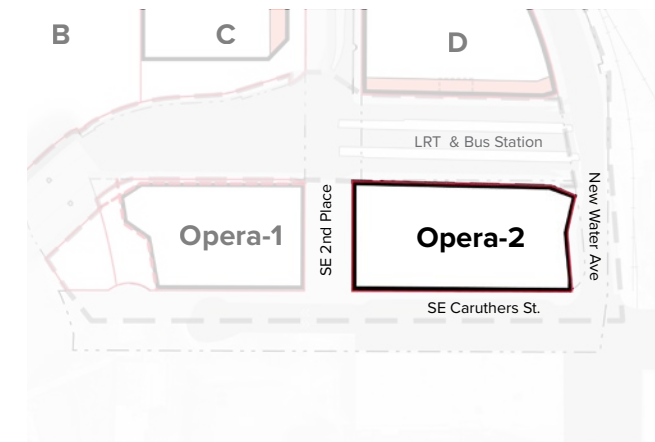 B
C
D
LRT & Bus Station
Opera-1
SE 2nd Place
Opera-2
New Water Ave
SE Caruthers St.